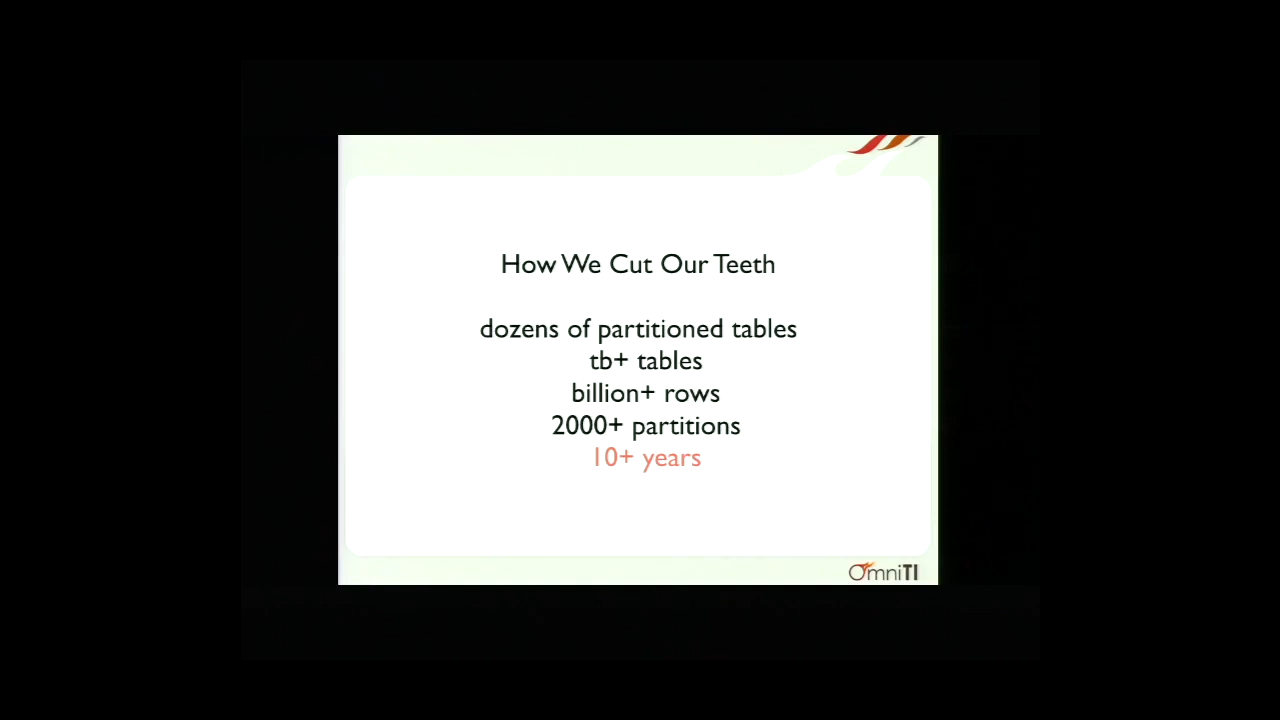 How We Cut Our Teeth
dozens of partitioned tables
tb+ tables
billion+ rows
2000+ partitions
10+ years
OmniTI